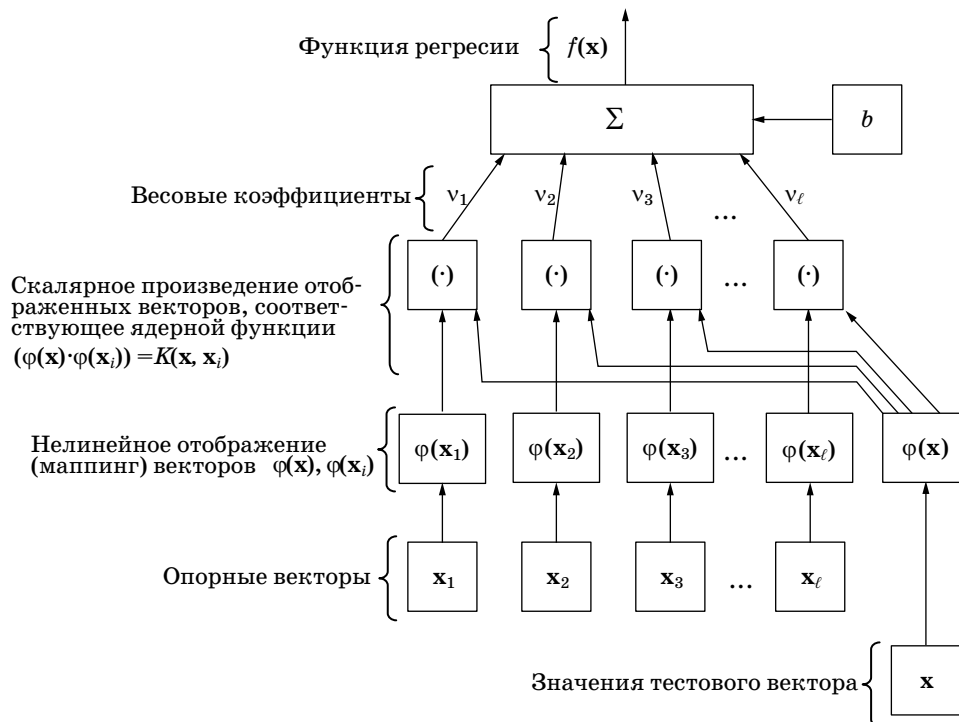 Функция регресии f(x)
Σ
b
Весовые коэффициенты
ν1 ν2 ν3 ... νℓ
(·) (·) (·) ... (·)
Скалярное произведение отоб-
раженных векторов, соответ-
ствующее ядерной функции
(φ(x)·φ(xi)) =K(x, xi)
Нелинейное отображение
(маппинг) векторов φ(x), φ(xi)
φ(x1) φ(x2) φ(x3) ... φ(xℓ) φ(x)
Опорные векторы
x1 x2 x3 ... xℓ
Значения тестового вектора
x